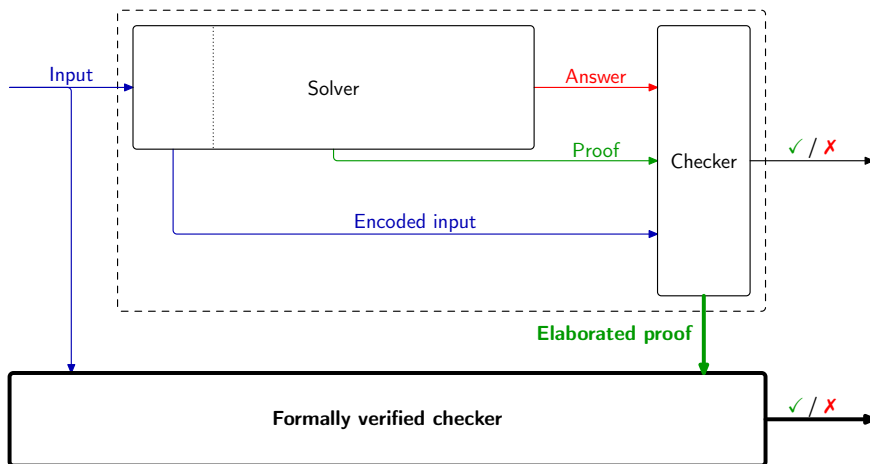 Input
Solver
Answer
Proof
Checker
✓ / ✗
Encoded input
Elaborated proof
Formally verified checker
✓ / ✗